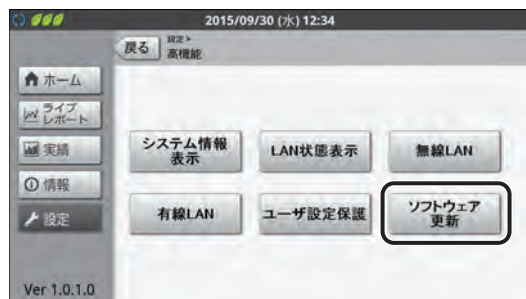 2015/09/30 (水) 12:34
戻る
設定>
高機能
ホーム
ライブ
レポート
実績
情報
設定
システム情報
表示
LAN状態表示
無線LAN
有線LAN
ユーザ設定保護
ソフトウェア
更新
Ver 1.0.1.0